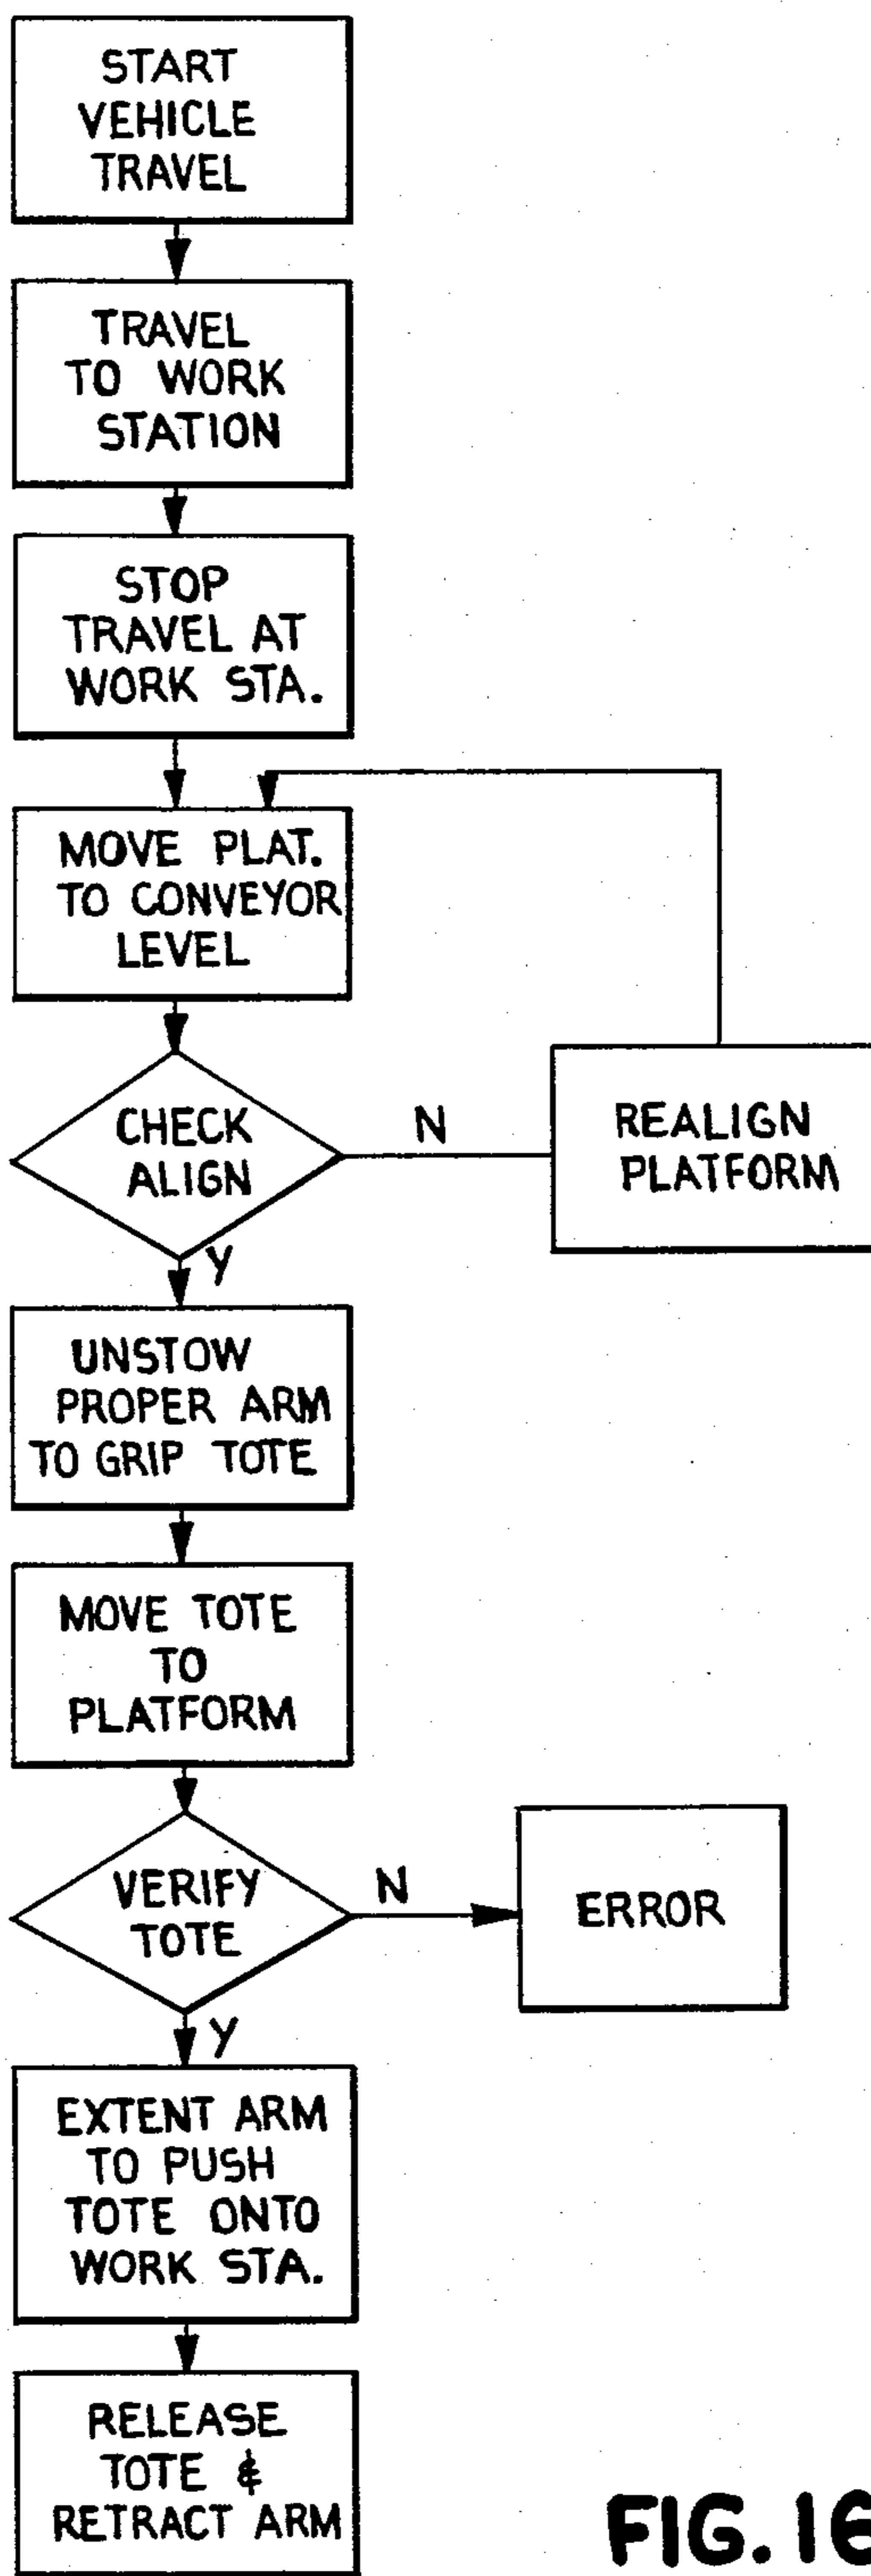 START
VEHICLE
TRAVEL
TRAVEL
TO WORK
STATION
STOP
TRAVEL AT
WORK STA.
MOVE PLAT.
TO CONVEYOR
LEVEL
CHECK
ALIGN
N
REALIGN
PLATFORM
Y
UNSTOW
PROPER ARM
TO GRIP TOTE
MOVE TOTE
TO
PLATFORM
VERIFY
TOTE
N
ERROR
Y
EXTENT ARM
TO PUSH
TOTE ONTO
WORK STA.
RELEASE
TOTE &
RETRACT ARM
FIG. 16